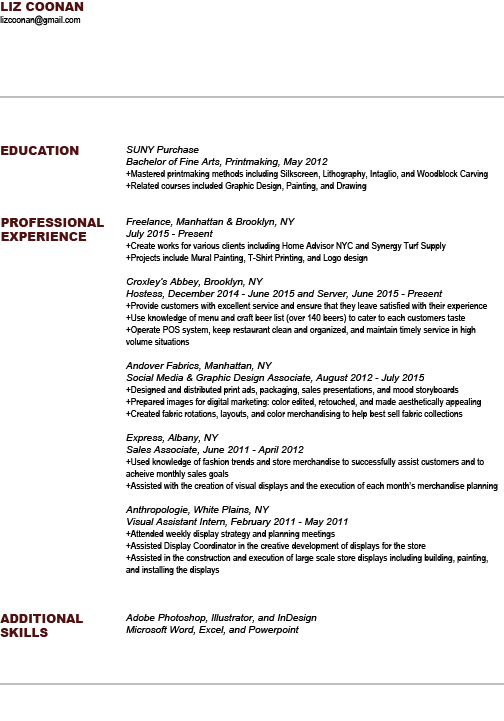 LIZ COONAN
lizcoonan@gmail.com
EDUCATION
SUNY Purchase
Bachelor of Fine Arts, Printmaking, May 2012
+Mastered printmaking methods including Silkscreen, Lithography, Intaglio, and Woodblock Carving
+Related courses included Graphic Design, Painting, and Drawing
PROFESSIONAL
EXPERIENCE
Freelance, Manhattan & Brooklyn, NY
July 2015 - Present
+Create works for various clients including Home Advisor NYC and Synergy Turf Supply
+Projects include Mural Painting, T-Shirt Printing, and Logo design
Croxley's Abbey, Brooklyn, NY
Hostess, December 2014 - June 2015 and Server, June 2015 - Present
+Provide customers with excellent service and ensure that they leave satisfied with their experience
+Use knowledge of menu and craft beer list (over 140 beers) to cater to each customers taste
+Operate POS system, keep restaurant clean and organized, and maintain timely service in high
volume situations
Andover Fabrics, Manhattan, NY
Social Media & Graphic Design Associate, August 2012 - July 2015
+Designed and distributed print ads, packaging, sales presentations, and mood storyboards
+Prepared images for digital marketing: color edited, retouched, and made aesthetically appealing
+Created fabric rotations, layouts, and color merchandising to help best sell fabric collections
Express, Albany, NY
Sales Associate, June 2011 - April 2012
+Used knowledge of fashion trends and store merchandise to successfully assist customers and to
acheive monthly sales goals
+Assisted with the creation of visual displays and the execution of each month's merchandise planning
Anthropologie, White Plains, NY
Visual Assistant Intern, February 2011 - May 2011
+Attended weekly display strategy and planning meetings
+Assisted Display Coordinator in the creative development of displays for the store
+Assisted in the construction and execution of large scale store displays including building, painting,
and installing the displays
ADDITIONAL
SKILLS
Adobe Photoshop, Illustrator, and InDesign
Microsoft Word, Excel, and Powerpoint